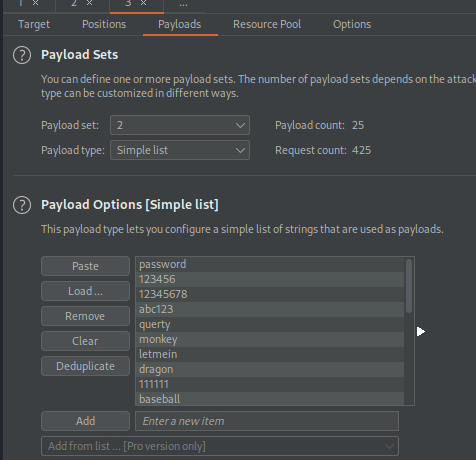 1 × 2 × 3 × ...
Target Positions Payloads Resource Pool Options
? Payload Sets
You can define one or more payload sets. The number of payload sets depends on the attack
type can be customized in different ways.
Payload set: 2 Payload count: 25
Payload type: Simple list Request count: 425
? Payload Options [Simple list]
This payload type lets you configure a simple list of strings that are used as payloads.
Paste
Load ...
Remove
Clear
Deduplicate
password
123456
12345678
abc123
querty
monkey
letmein
dragon
111111
baseball
Add Enter a new item
Add from list ... [Pro version only]